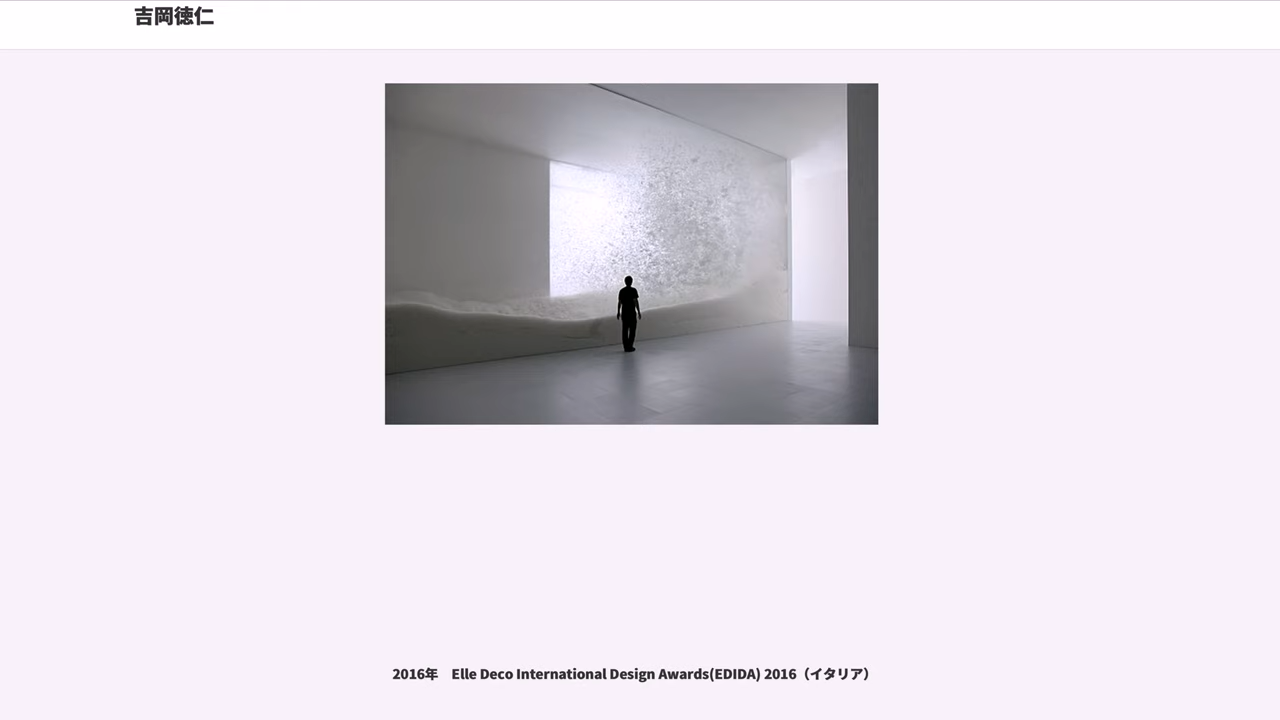 吉岡徳仁
2016年　Elle Deco International Design Awards(EDIDA) 2016（イタリア）